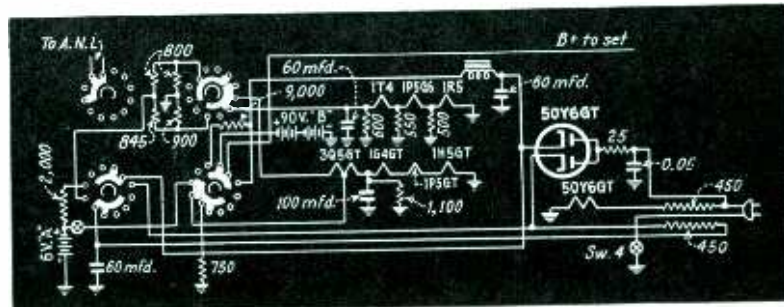 To A.N.L.
800
B+ to set
60 mfd.
9,000
1T4 1P5G5 1R5
60 mfd.
50Y6GT
845
900
+90V. B
600
550
500
25
0.05
2,000
3Q5GT 1G4GT 1H5GT
1P5GT
50Y6GT
450
100 mfd.
1,100
6V. "A"
+
60 mfd.
750
Sw. 4
450